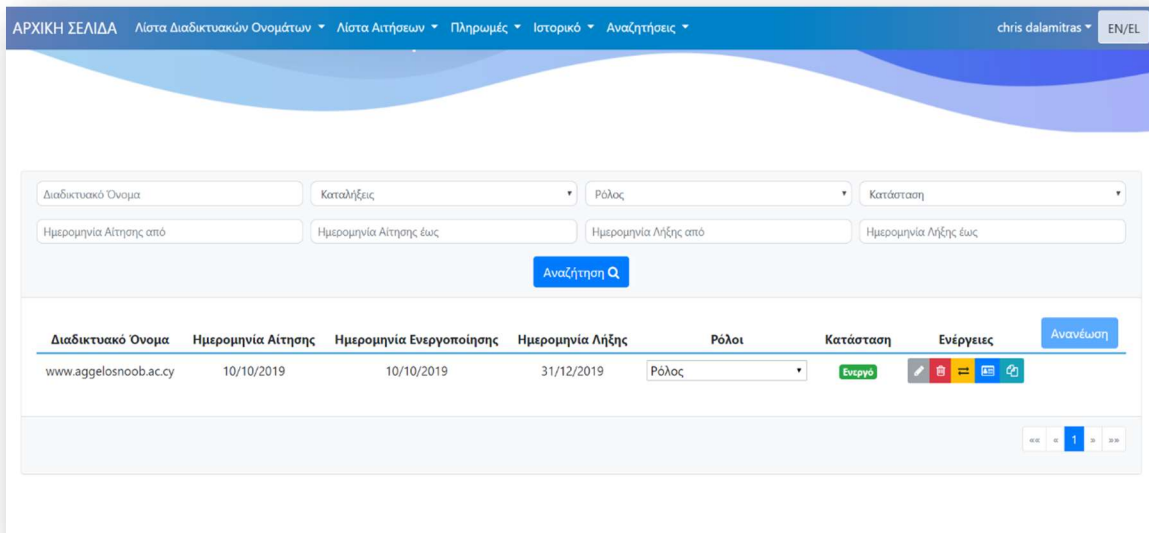 ΑΡΧΙΚΗ ΣΕΛΙΔΑ Λίστα Διαδικτυακών Ονομάτων Λίστα Αιτήσεων Πληρωμές Ιστορικό Αναζητήσεις chris dalamitras EN/EL
Διαδικτυακό Όνομα Καταλήξεις Ρόλος Κατάσταση
Ημερομηνία Αίτησης από Ημερομηνία Αίτησης έως Ημερομηνία Λήξης από Ημερομηνία Λήξης έως
Αναζήτηση
Διαδικτυακό Όνομα Ημερομηνία Αίτησης Ημερομηνία Ενεργοποίησης Ημερομηνία Λήξης Ρόλοι Κατάσταση Ενέργειες Ανανέωση
www.aggelosnoob.ac.cy 10/10/2019 10/10/2019 31/12/2019 Ρόλος Ενεργό
«« « 1 » »»